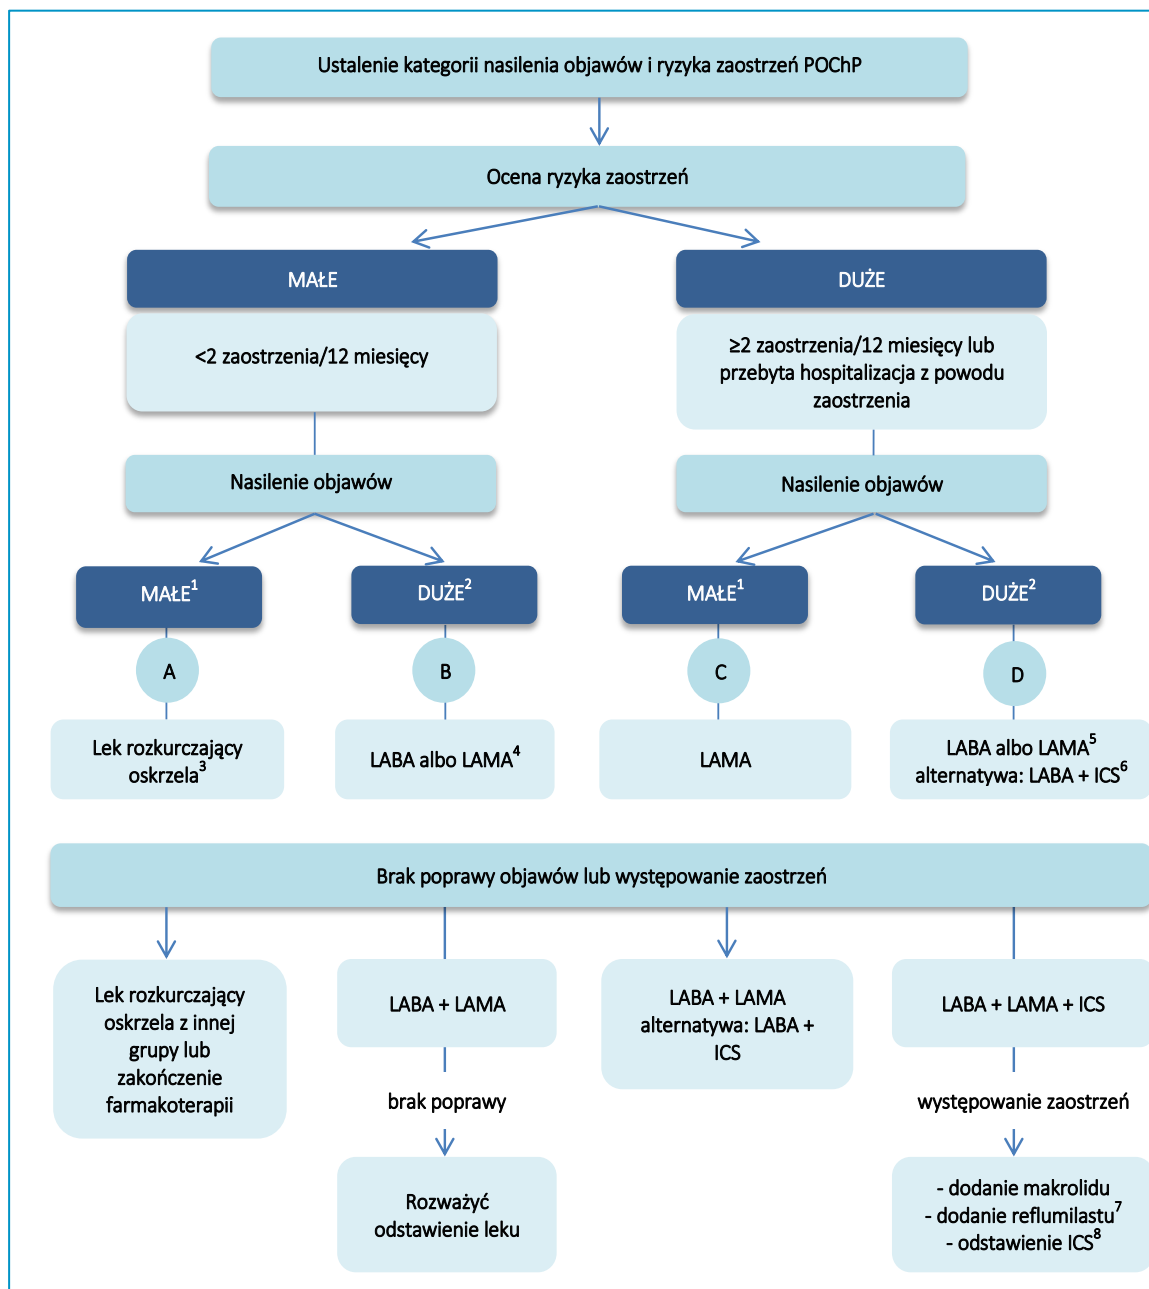 Ustalenie kategorii nasilenia objawów i ryzyka zaostrzeń POChP
Ocena ryzyka zaostrzeń
MAŁE
DUŻE
<2 zaostrzenia/12 miesięcy
≥2 zaostrzenia/12 miesięcy lub
przebyta hospitalizacja z powodu
zaostrzenia
Nasilenie objawów
Nasilenie objawów
MAŁE¹
DUŻE²
MAŁE¹
DUŻE²
A
B
C
D
Lek rozkurczający
oskrzela³
LABA albo LAMA⁴
LAMA
LABA albo LAMA⁵
alternatywa: LABA + ICS⁶
Brak poprawy objawów lub występowanie zaostrzeń
Lek rozkurczający
oskrzela z innej
grupy lub
zakończenie
farmakoterapii
LABA + LAMA
brak poprawy
Rozważyć
odstawienie leku
LABA + LAMA
alternatywa: LABA +
ICS
LABA + LAMA + ICS
występowanie zaostrzeń
- dodanie makrolidu
- dodanie reflumilastu⁷
- odstawienie ICS⁸